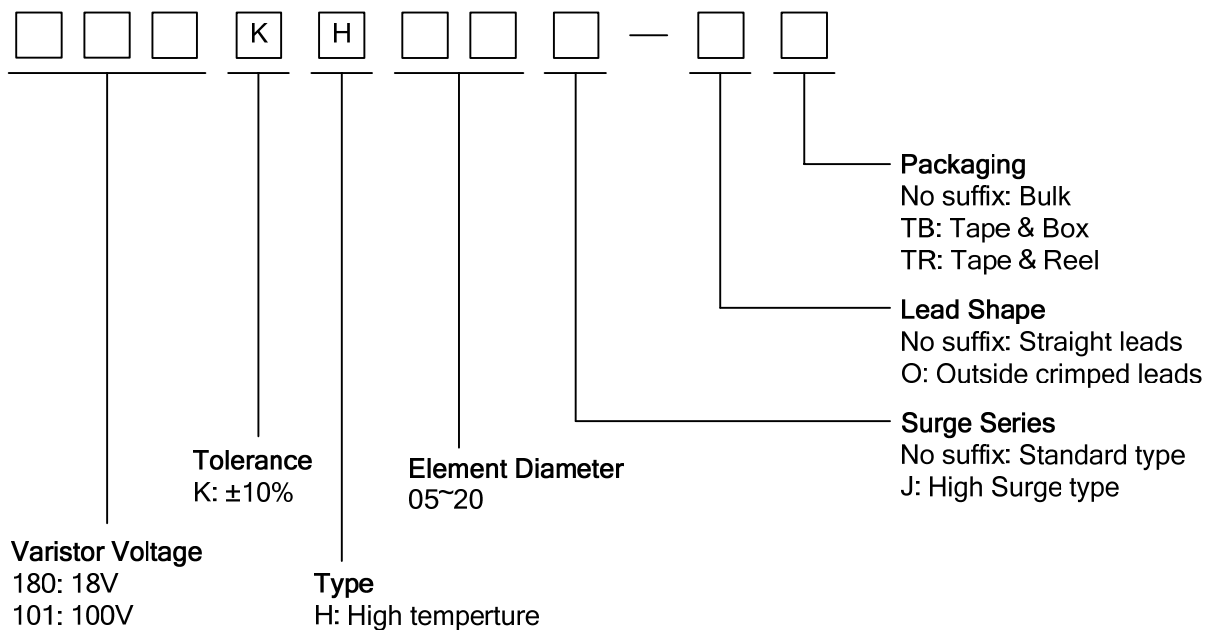 K H —
Packaging
No suffix: Bulk
TB: Tape & Box
TR: Tape & Reel
Lead Shape
No suffix: Straight leads
O: Outside crimped leads
Surge Series
No suffix: Standard type
J: High Surge type
Tolerance
K: ±10%
Element Diameter
05~20
Varistor Voltage
180: 18V
101: 100V
Type
H: High temperture